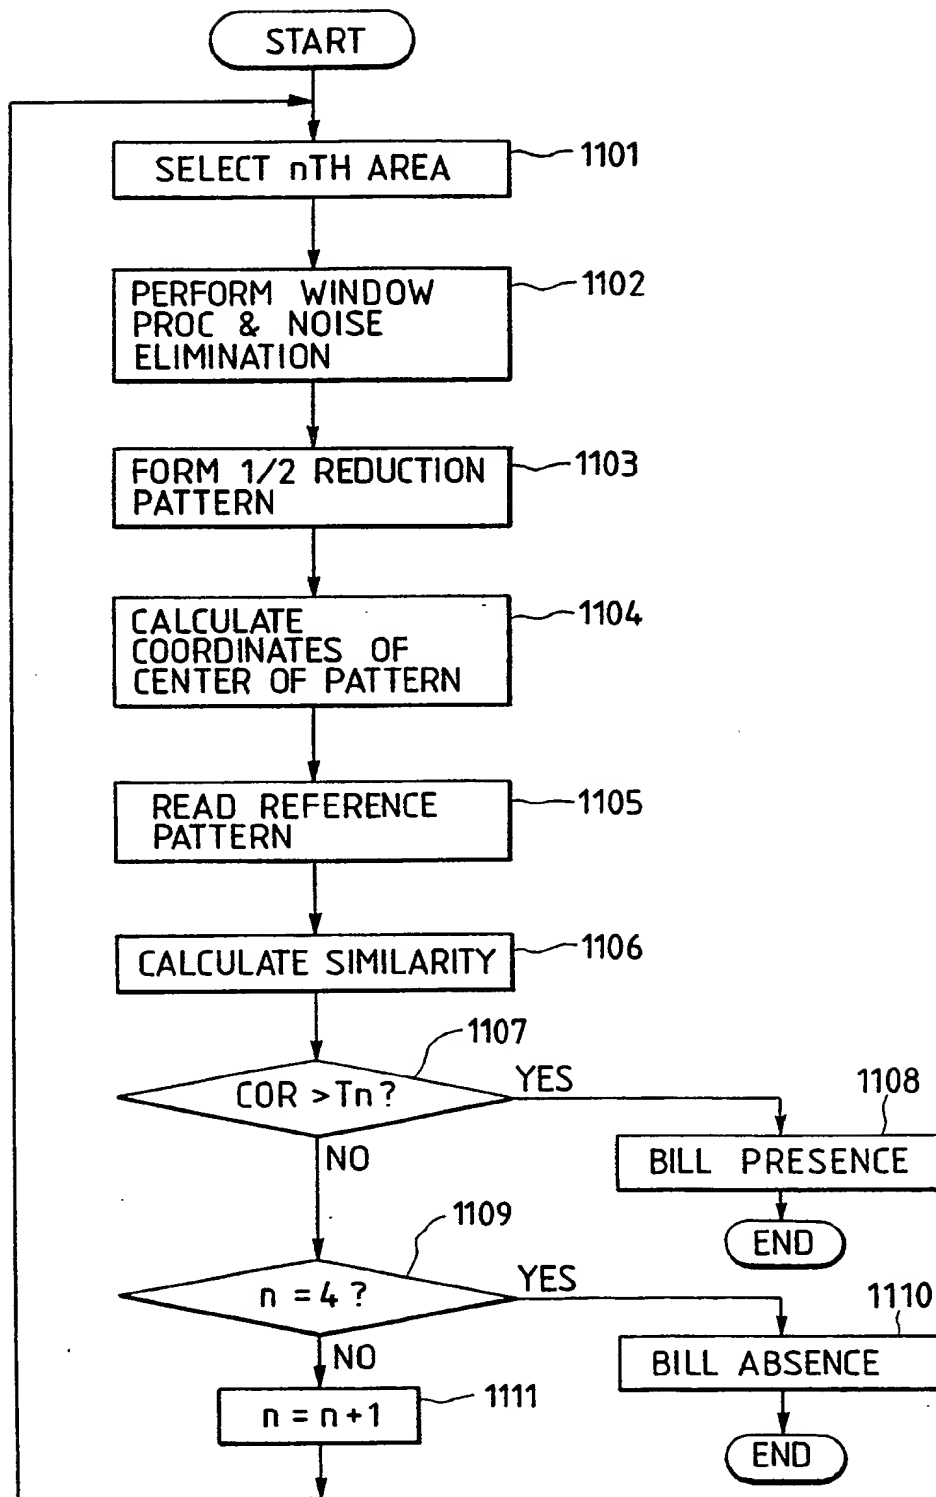 START
SELECT nTH AREA
1101
PERFORM WINDOW
PROC & NOISE
ELIMINATION
1102
FORM 1/2 REDUCTION
PATTERN
1103
CALCULATE
COORDINATES OF
CENTER OF PATTERN
1104
READ REFERENCE
PATTERN
1105
CALCULATE SIMILARITY
1106
COR > Tn ?
1107
YES
NO
BILL PRESENCE
1108
END
n = 4 ?
1109
YES
NO
BILL ABSENCE
1110
END
n = n + 1
1111